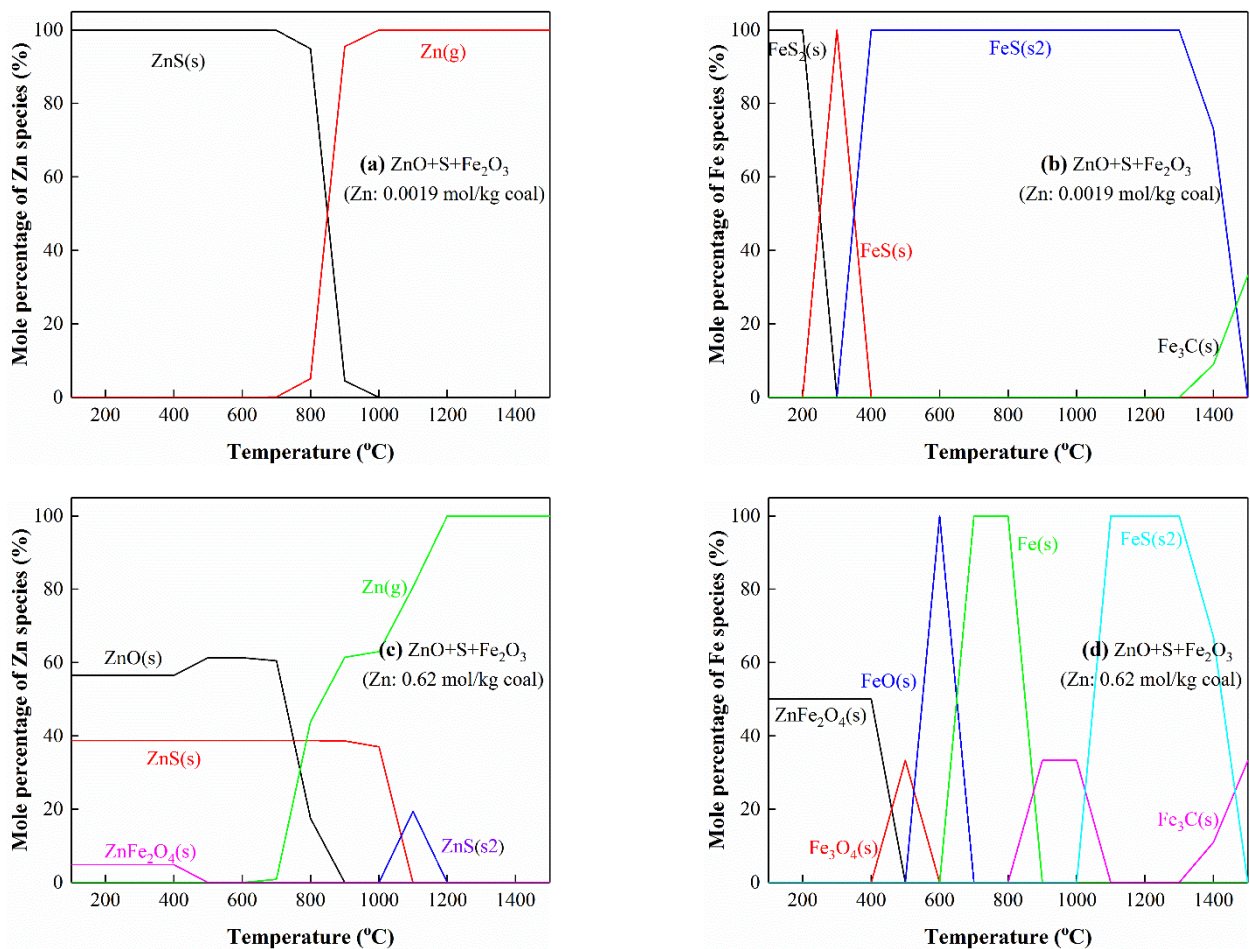 Mole percentage of Zn species (%)
100
80
60
40
20
0
ZnS(s)
Zn(g)
(a) ZnO+S+Fe₂O₃
(Zn: 0.0019 mol/kg coal)
200 400 600 800 1000 1200 1400
Temperature (°C)
Mole percentage of Fe species (%)
100
80
60
40
20
0
FeS₂(s)
FeS(s2)
(b) ZnO+S+Fe₂O₃
(Zn: 0.0019 mol/kg coal)
FeS(s)
Fe₃C(s)
200 400 600 800 1000 1200 1400
Temperature (°C)
Mole percentage of Zn species (%)
100
80
60
40
20
0
Zn(g)
ZnO(s)
(c) ZnO+S+Fe₂O₃
(Zn: 0.62 mol/kg coal)
ZnS(s)
ZnFe₂O₄(s)
ZnS(s2)
200 400 600 800 1000 1200 1400
Temperature (°C)
Mole percentage of Fe species (%)
100
80
60
40
20
0
Fe(s)
FeS(s2)
(d) ZnO+S+Fe₂O₃
(Zn: 0.62 mol/kg coal)
FeO(s)
ZnFe₂O₄(s)
Fe₃O₄(s)
Fe₃C(s)
200 400 600 800 1000 1200 1400
Temperature (°C)